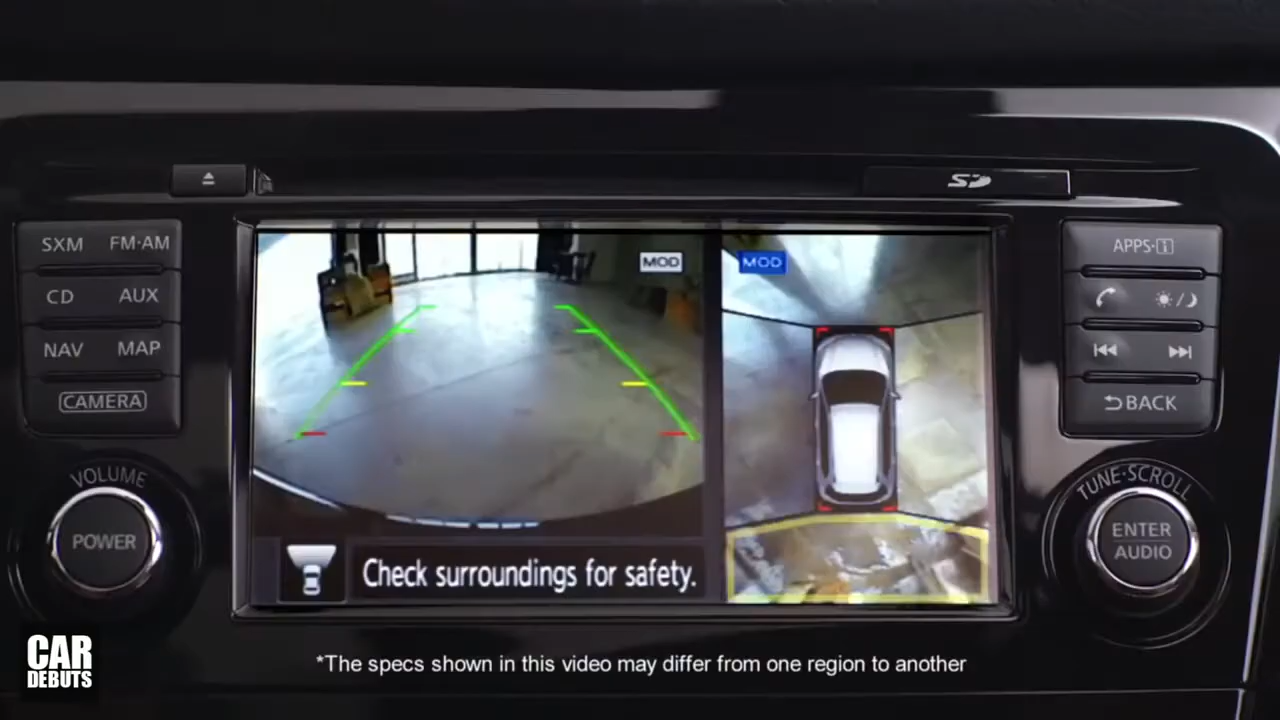 SD
SXM FM·AM
CD AUX
NAV MAP
CAMERA
VOLUME
POWER
MOD
MOD
Check surroundings for safety.
APPS·i
BACK
TUNE·SCROLL
ENTER
AUDIO
CAR
DEBUTS
*The specs shown in this video may differ from one region to another